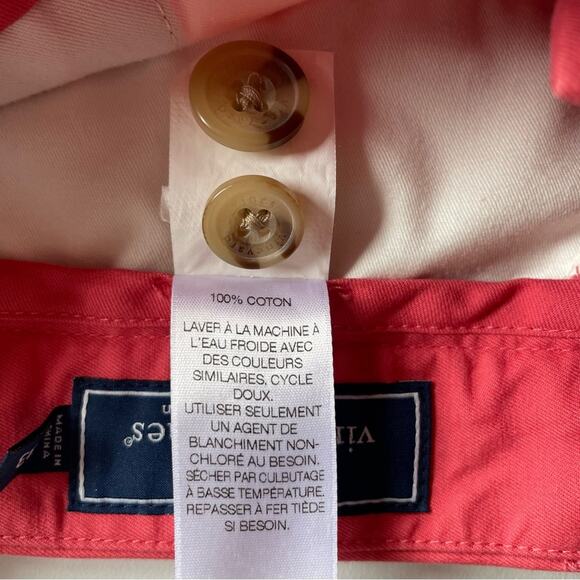 100% COTON
LAVER À LA MACHINE À
L'EAU FROIDE AVEC
DES COULEURS
SIMILAIRES, CYCLE
DOUX.
UTILISER SEULEMENT
UN AGENT DE
BLANCHIMENT NON-
CHLORÉ AU BESOIN.
SÉCHER PAR CULBUTAGE
À BASSE TEMPÉRATURE.
REPASSER À FER TIÈDE
SI BESOIN.
MADE IN